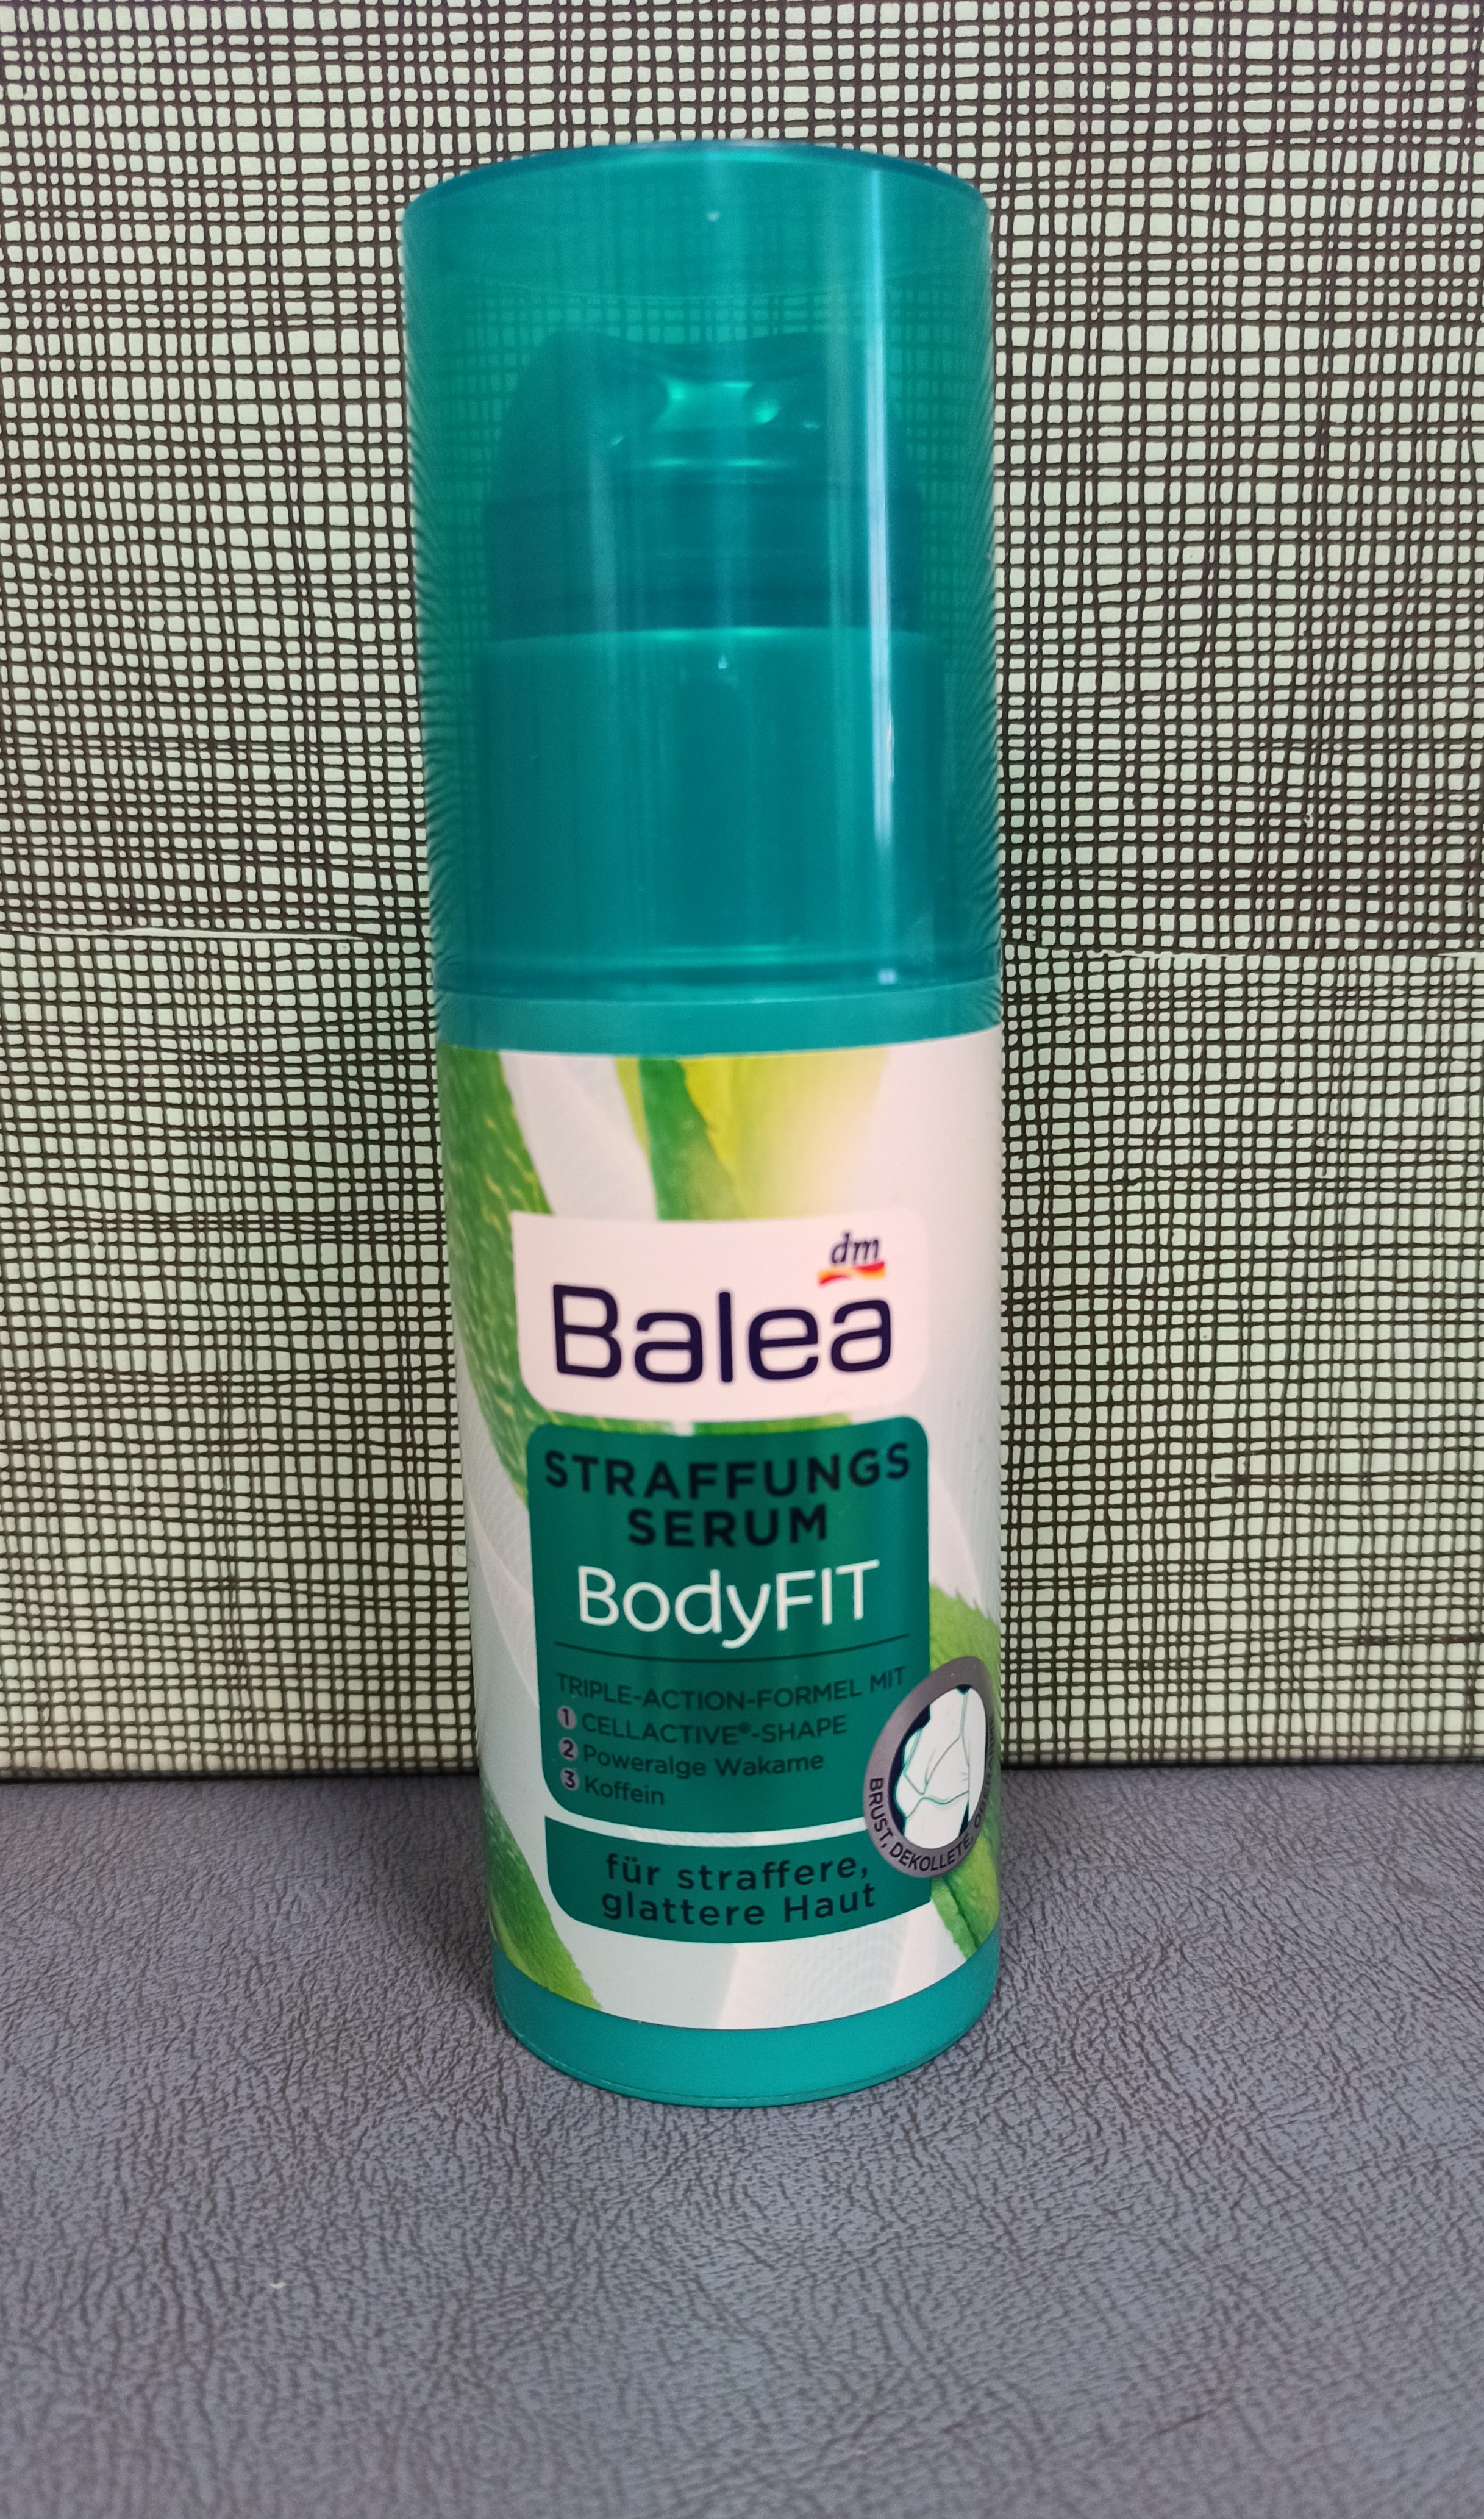 dm
Balea
STRAFFUNGS
SERUM
BodyFIT
TRIPLE-ACTION-FORMEL MIT
1 CELLACTIVE®-SHAPE
2 Poweralge Wakame
3 Koffein
BRUST, DEKOLLETÉ,
für straffere,
glattere Haut